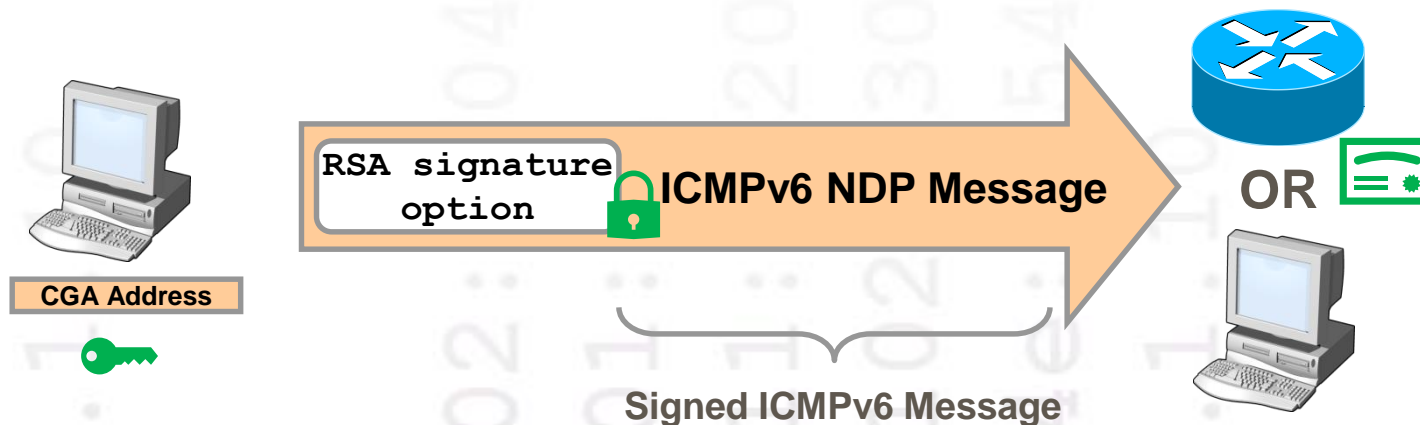 RSA signature
option
ICMPv6 NDP Message
OR
CGA Address
Signed ICMPv6 Message